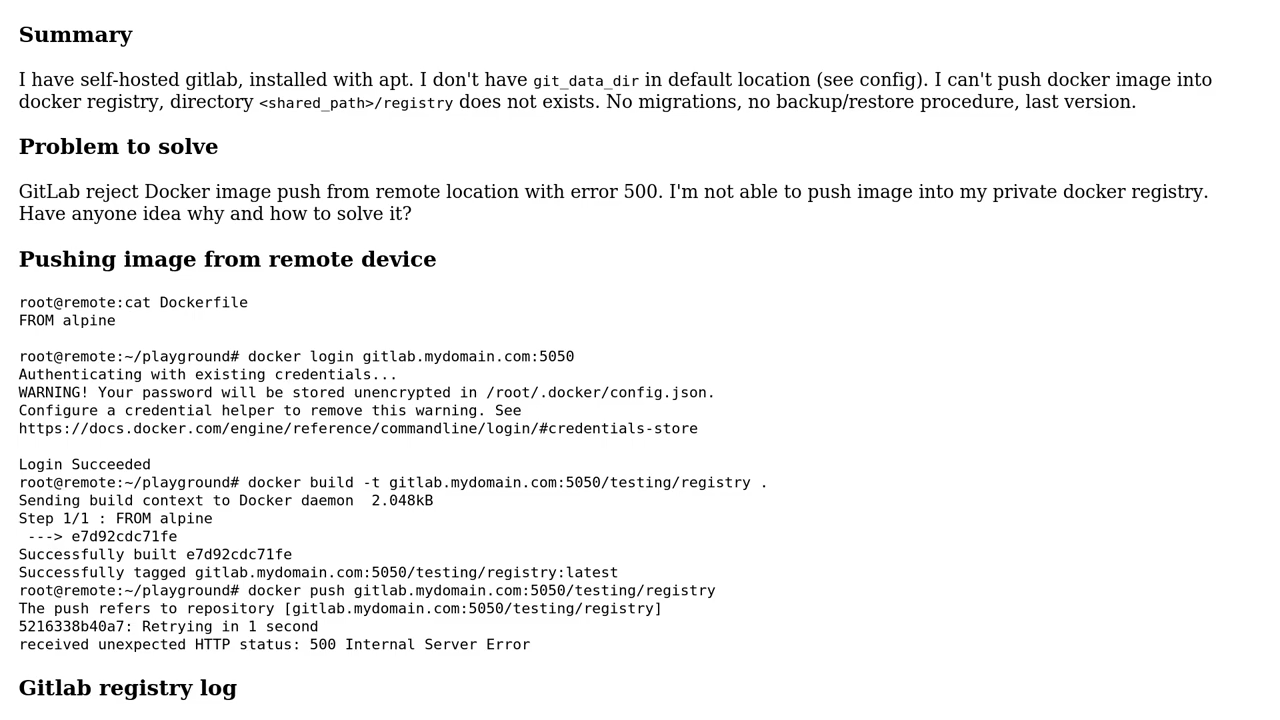 Summary
I have self-hosted gitlab, installed with apt. I don't have git_data_dir in default location (see config). I can't push docker image into
docker registry, directory <shared_path>/registry does not exists. No migrations, no backup/restore procedure, last version.
Problem to solve
GitLab reject Docker image push from remote location with error 500. I'm not able to push image into my private docker registry.
Have anyone idea why and how to solve it?
Pushing image from remote device
root@remote:cat Dockerfile
FROM alpine
root@remote:~/playground# docker login gitlab.mydomain.com:5050
Authenticating with existing credentials...
WARNING! Your password will be stored unencrypted in /root/.docker/config.json.
Configure a credential helper to remove this warning. See
https://docs.docker.com/engine/reference/commandline/login/#credentials-store
Login Succeeded
root@remote:~/playground# docker build -t gitlab.mydomain.com:5050/testing/registry .
Sending build context to Docker daemon  2.048kB
Step 1/1 : FROM alpine
 ---> e7d92cdc71fe
Successfully built e7d92cdc71fe
Successfully tagged gitlab.mydomain.com:5050/testing/registry:latest
root@remote:~/playground# docker push gitlab.mydomain.com:5050/testing/registry
The push refers to repository [gitlab.mydomain.com:5050/testing/registry]
5216338b40a7: Retrying in 1 second
received unexpected HTTP status: 500 Internal Server Error
Gitlab registry log